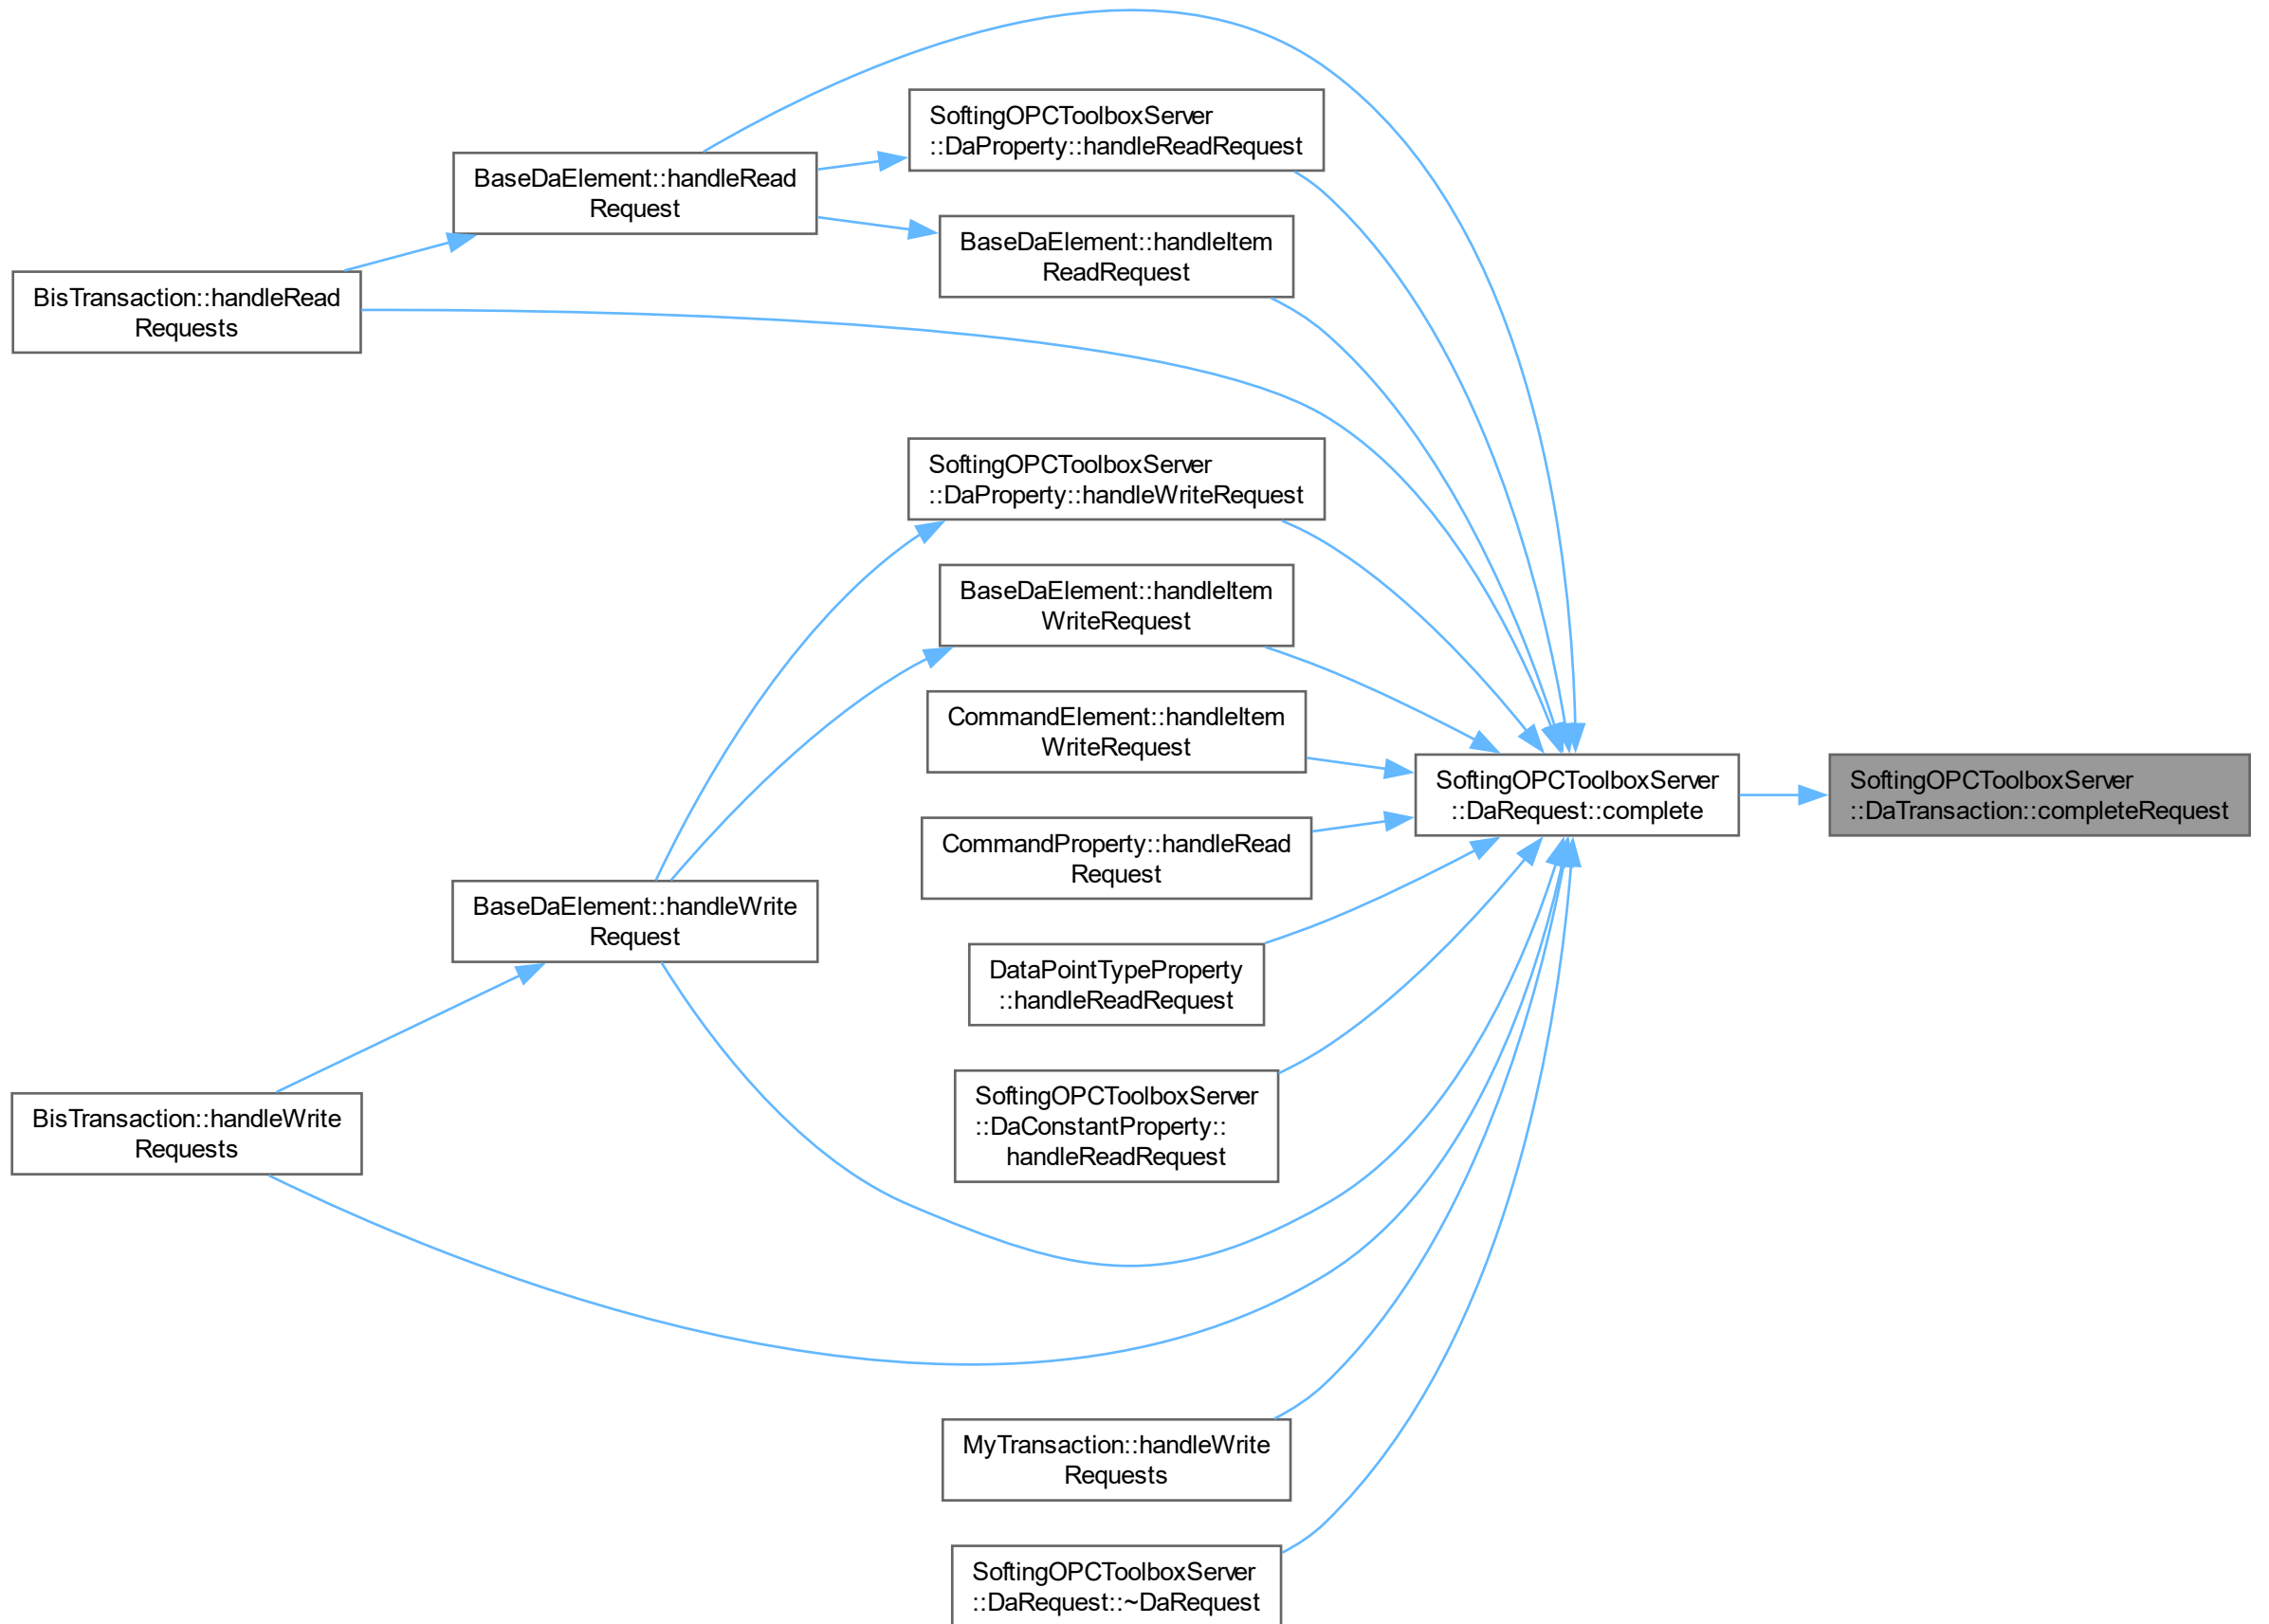 SoftingOPCToolboxServer
::DaProperty::handleReadRequest
BaseDaElement::handleRead
Request
BaseDaElement::handleItem
ReadRequest
BisTransaction::handleRead
Requests
SoftingOPCToolboxServer
::DaProperty::handleWriteRequest
BaseDaElement::handleItem
WriteRequest
CommandElement::handleItem
WriteRequest
SoftingOPCToolboxServer
::DaRequest::complete
SoftingOPCToolboxServer
::DaTransaction::completeRequest
CommandProperty::handleRead
Request
BaseDaElement::handleWrite
Request
DataPointTypeProperty
::handleReadRequest
SoftingOPCToolboxServer
::DaConstantProperty::
handleReadRequest
BisTransaction::handleWrite
Requests
MyTransaction::handleWrite
Requests
SoftingOPCToolboxServer
::DaRequest::~DaRequest